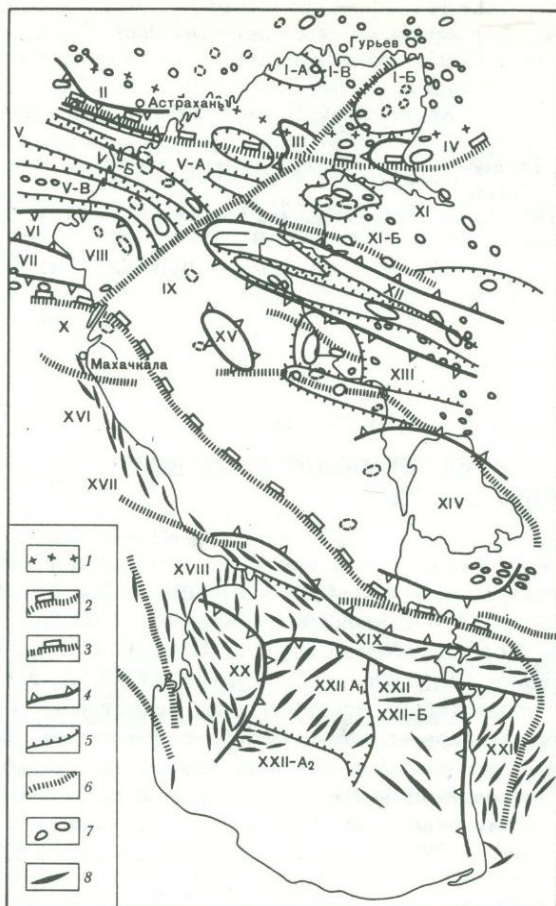 Гурьев
I-А I-В I-Б
II Астрахань
III IV
V V-А
V-Б
V-В XI
VI XI-Б
VII VIII
IX XII
X XV XIII
Махачкала
XVI
XIV
XVII
XVIII
1
XIX
2
XX XXII А₁ XXII
3 XXII-Б
XXI
4 XXII-А₂
5
6
7
8